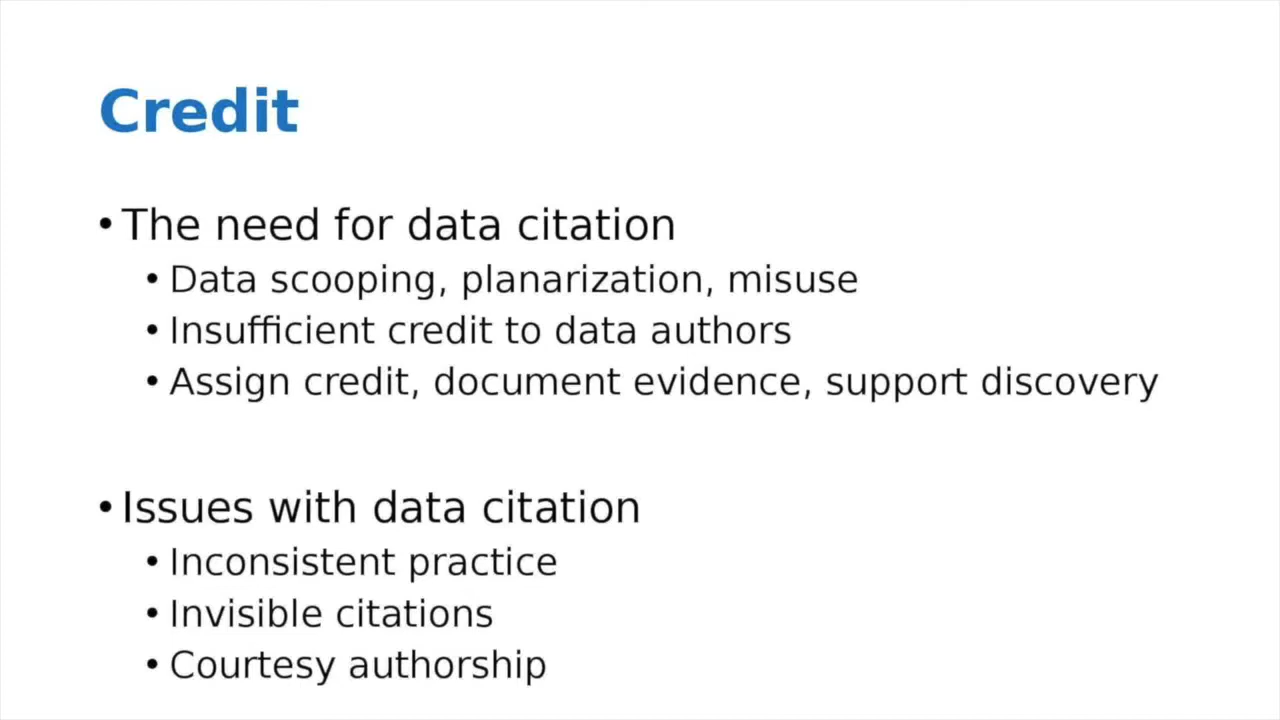 Credit
• The need for data citation
• Data scooping, planarization, misuse
• Insufficient credit to data authors
• Assign credit, document evidence, support discovery
• Issues with data citation
• Inconsistent practice
• Invisible citations
• Courtesy authorship